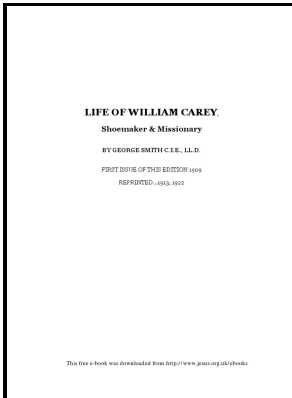 LIFE OF WILLIAM CAREY,
Shoemaker & Missionary
BY GEORGE SMITH C.I.E., LL.D.
FIRST ISSUE OF THIS EDITION 1909
REPRINTED...1913, 1922
This free e-book was downloaded from http://www.jesus.org.uk/ebooks